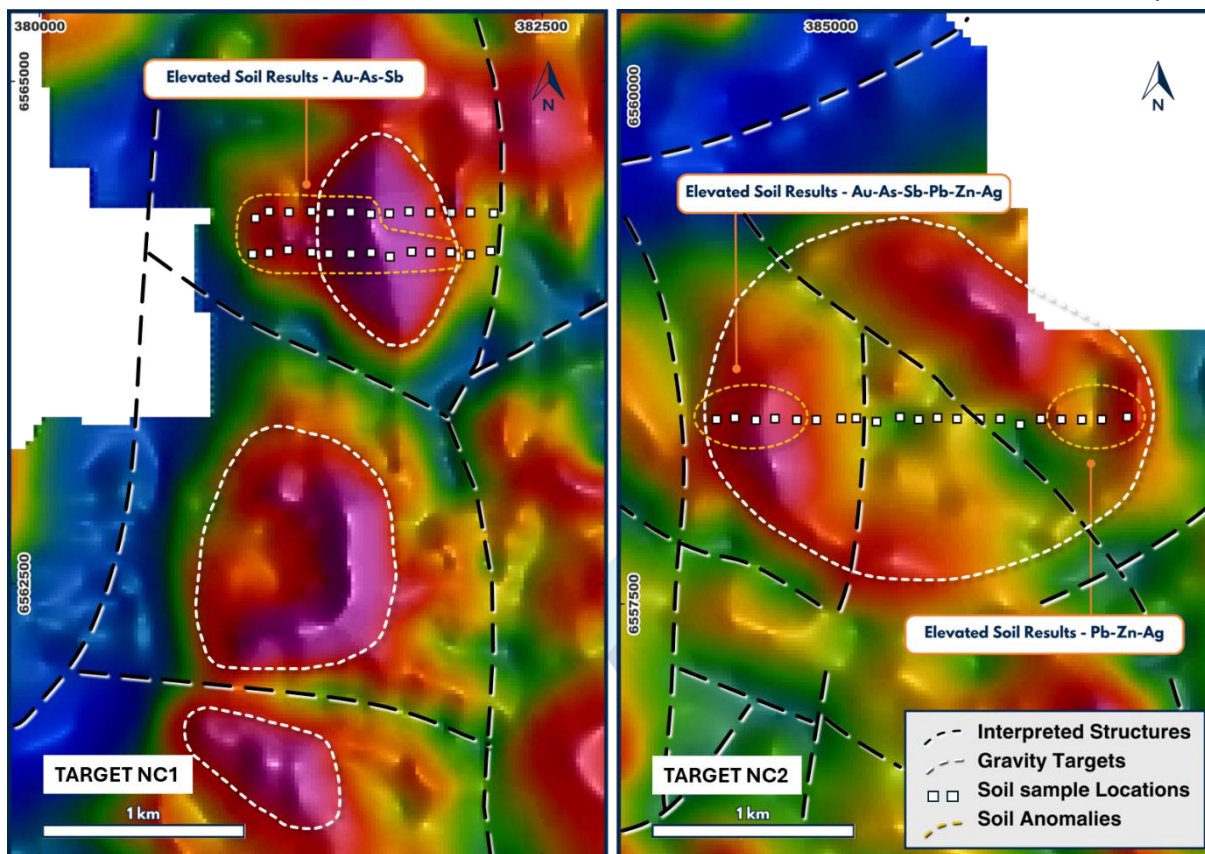 380000
382500
6565000
Elevated Soil Results - Au-As-Sb
N
6562500
TARGET NC1
1 km
385000
6560000
N
Elevated Soil Results - Au-As-Sb-Pb-Zn-Ag
6557500
Elevated Soil Results - Pb-Zn-Ag
TARGET NC2
1 km
Interpreted Structures
Gravity Targets
Soil sample Locations
Soil Anomalies